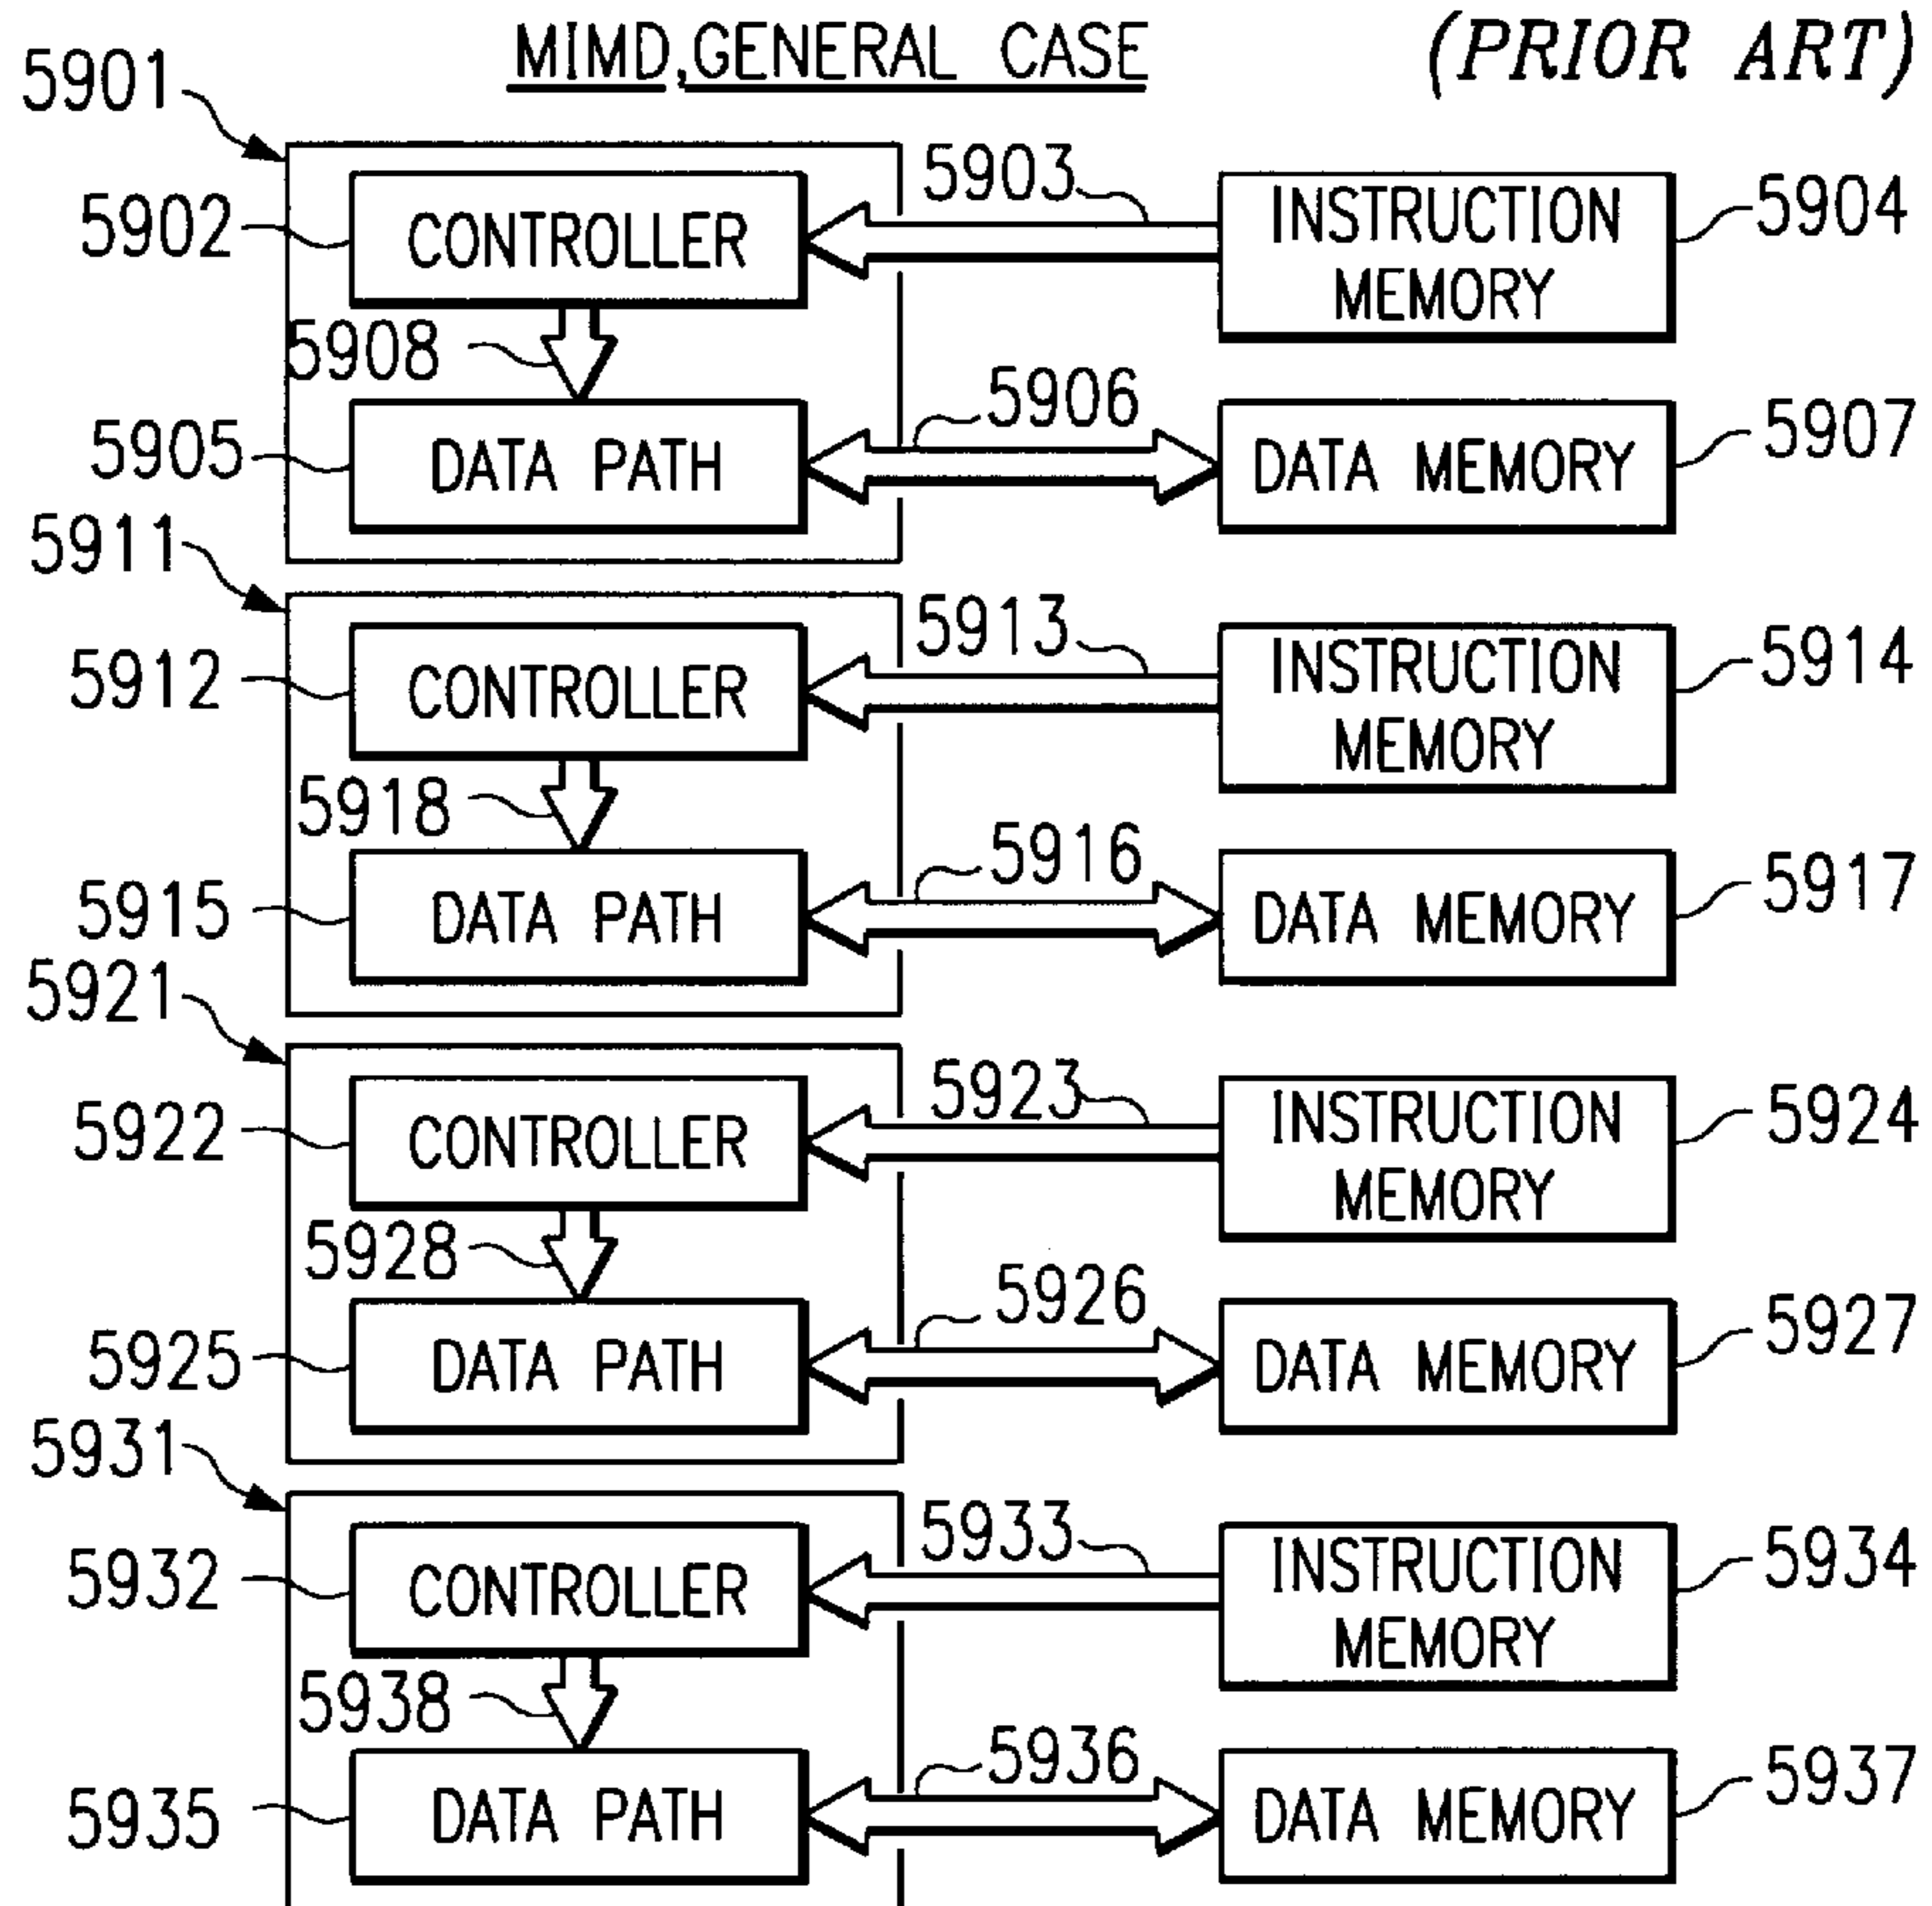 MIMD,GENERAL CASE
(PRIOR ART)
5901
5902
CONTROLLER
5903
INSTRUCTION
MEMORY
5904
5908
5905
DATA PATH
5906
DATA MEMORY
5907
5911
5912
CONTROLLER
5913
INSTRUCTION
MEMORY
5914
5918
5915
DATA PATH
5916
DATA MEMORY
5917
5921
5922
CONTROLLER
5923
INSTRUCTION
MEMORY
5924
5928
5925
DATA PATH
5926
DATA MEMORY
5927
5931
5932
CONTROLLER
5933
INSTRUCTION
MEMORY
5934
5938
5935
DATA PATH
5936
DATA MEMORY
5937